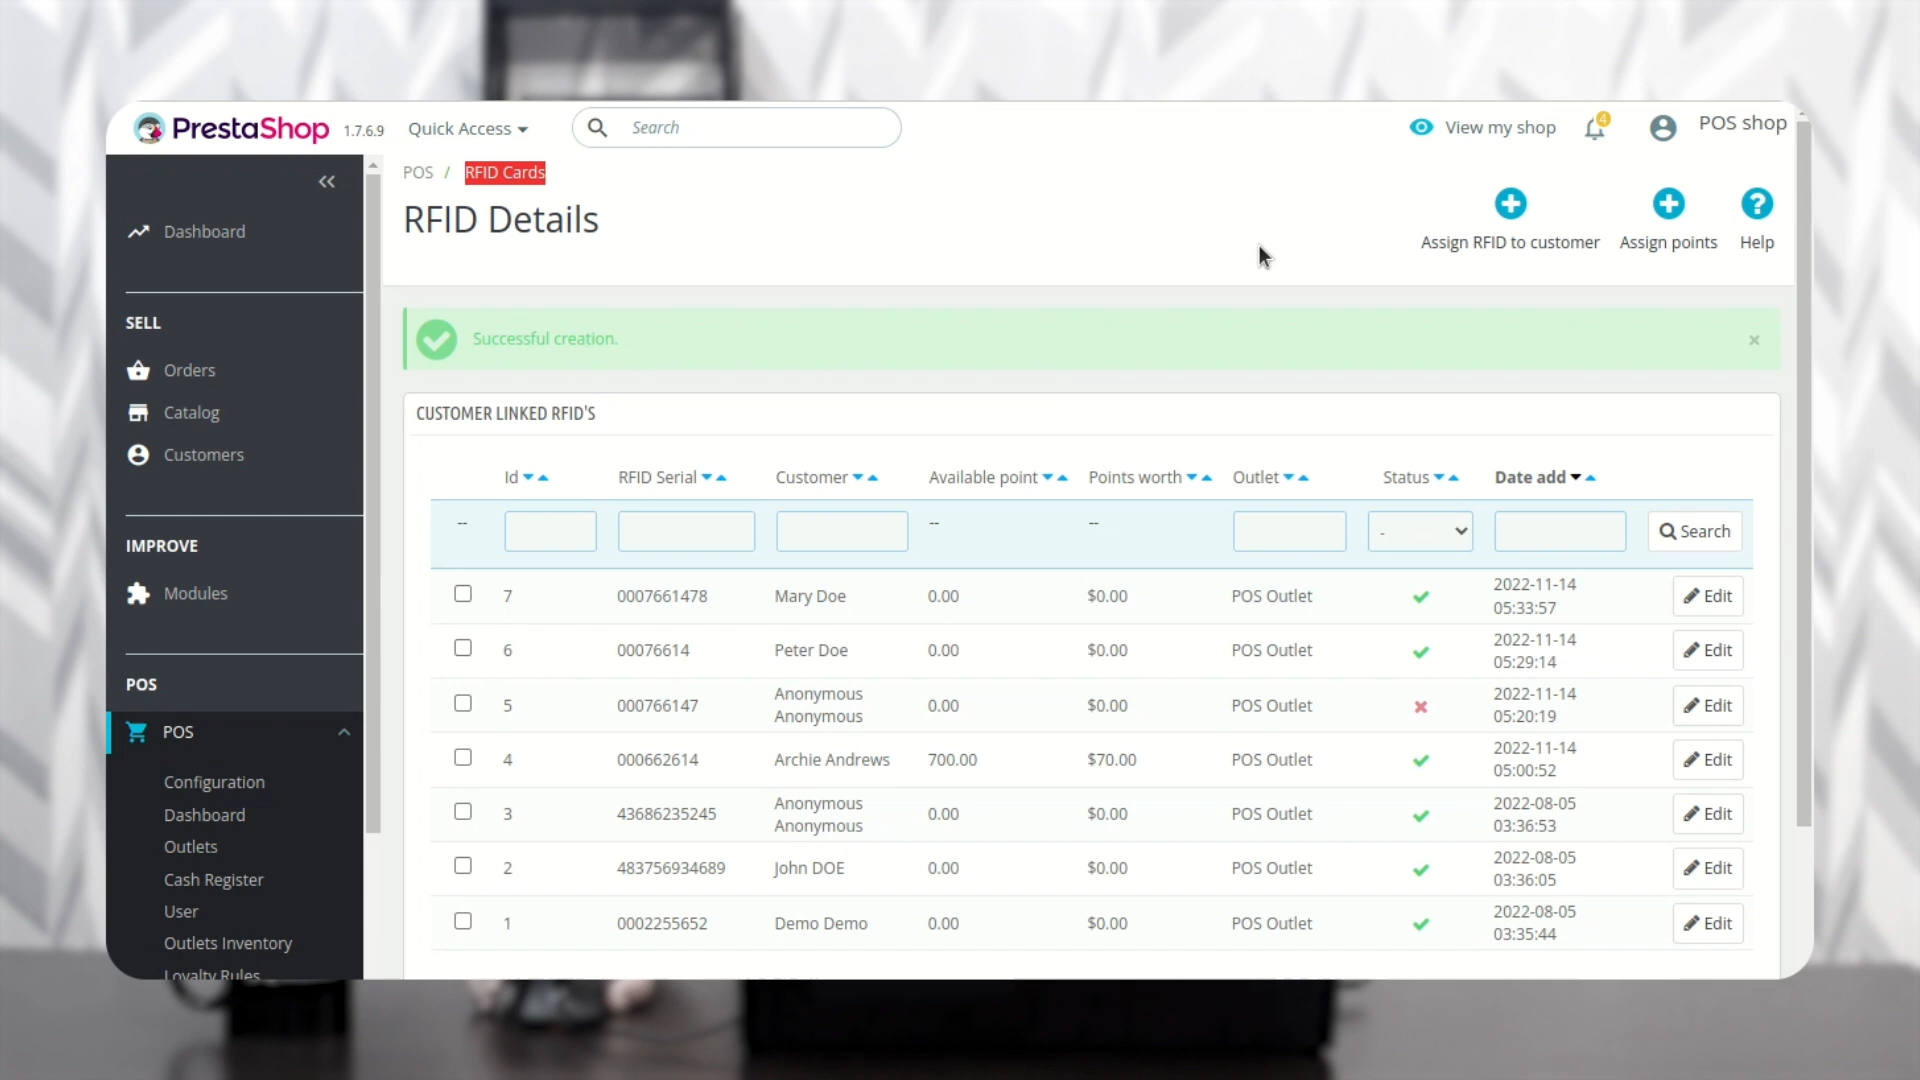 PrestaShop 1.7.6.9 Quick Access Search View my shop 4 POS shop
POS / RFID Cards
RFID Details
Assign RFID to customer Assign points Help
Dashboard
SELL
Orders
Catalog
Customers
IMPROVE
Modules
POS
POS
Configuration
Dashboard
Outlets
Cash Register
User
Outlets Inventory
Loyalty Rules
Successful creation.
CUSTOMER LINKED RFID'S
Id RFID Serial Customer Available point Points worth Outlet Status Date add
-- -- -- - Search
7 0007661478 Mary Doe 0.00 $0.00 POS Outlet 2022-11-14 Edit
05:33:57
6 00076614 Peter Doe 0.00 $0.00 POS Outlet 2022-11-14 Edit
05:29:14
5 000766147 Anonymous 0.00 $0.00 POS Outlet 2022-11-14 Edit
Anonymous 05:20:19
4 000662614 Archie Andrews 700.00 $70.00 POS Outlet 2022-11-14 Edit
05:00:52
3 43686235245 Anonymous 0.00 $0.00 POS Outlet 2022-08-05 Edit
Anonymous 03:36:53
2 483756934689 John DOE 0.00 $0.00 POS Outlet 2022-08-05 Edit
03:36:05
1 0002255652 Demo Demo 0.00 $0.00 POS Outlet 2022-08-05 Edit
03:35:44